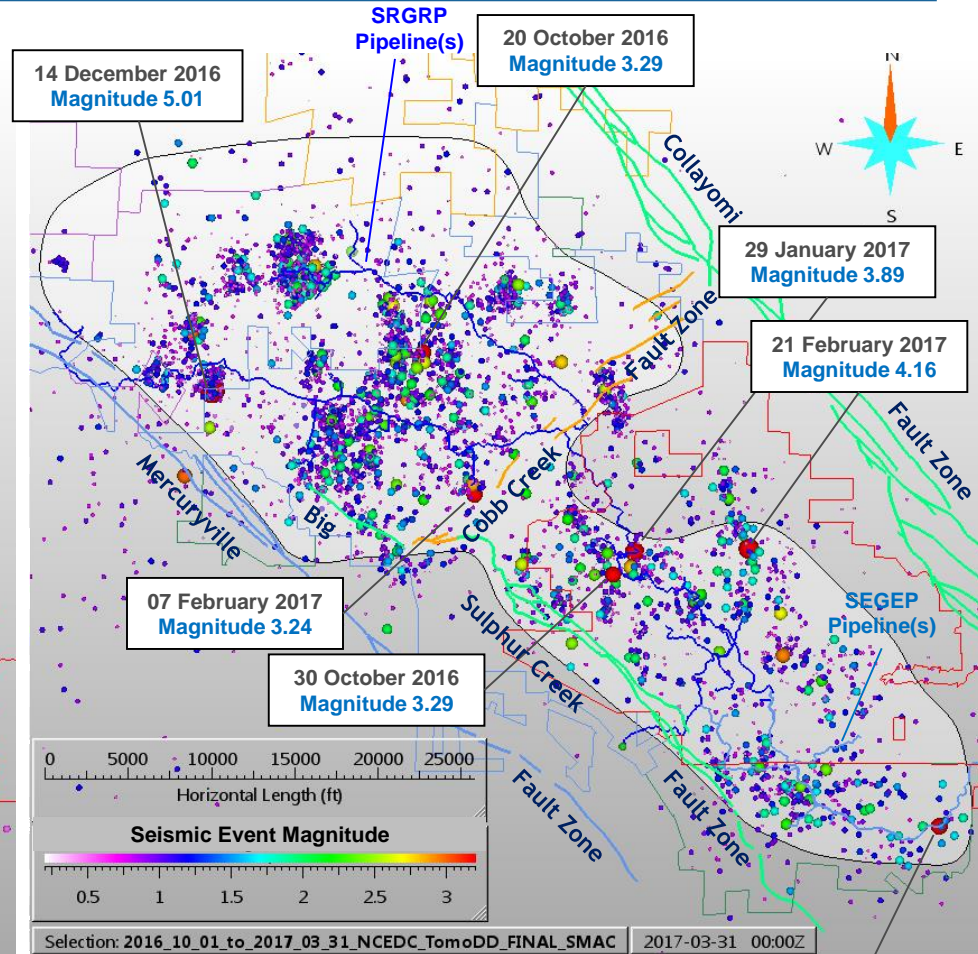 SRGRP
Pipeline(s)
20 October 2016
Magnitude 3.29
14 December 2016
Magnitude 5.01
N
W
E
S
Collayomi
Fault Zone
29 January 2017
Magnitude 3.89
21 February 2017
Magnitude 4.16
Fault Zone
Mercuryville
Big
Cobb Creek
07 February 2017
Magnitude 3.24
Sulphur Creek
SEGEP
Pipeline(s)
30 October 2016
Magnitude 3.29
Fault Zone
Fault Zone
0 5000 10000 15000 20000 25000
Horizontal Length (ft)
Seismic Event Magnitude
0.5 1 1.5 2 2.5 3
Selection: 2016_10_01_to_2017_03_31_NCEDC_TomoDD_FINAL_SMAC
2017-03-31 00:00Z